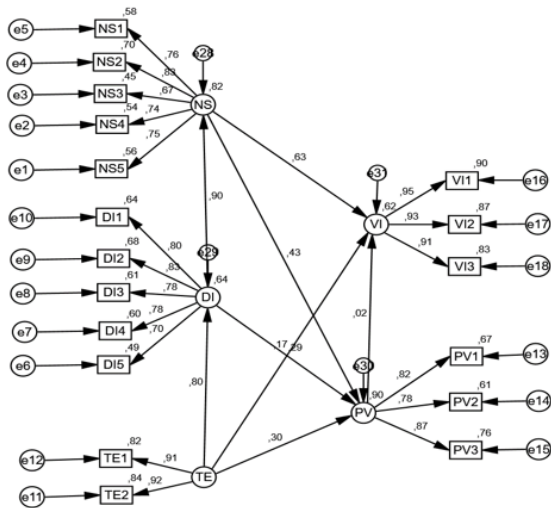 ,58
e5 NS1
,76 e28
,70
e4 NS2 ,83 ,82
,45
e3 NS3 ,67 NS
,54 ,74
e2 NS4
,75
,56
e1 NS5 ,63
e31 ,90
,64 ,90 VI1 e16
e10 DI1 ,95
,62 ,87
,80 VI ,93 VI2 e17
,68 e29 ,43
e9 DI2 ,83 ,91 ,83
,61 ,64 VI3 e18
e8 DI3 ,78 DI
,60 ,78 ,02
e7 DI4 ,70
,49 ,17 ,29 ,67
e6 DI5 e30 PV1 e13
,82
,80 ,90 ,61
PV ,78 PV2 e14
,82 ,30 ,87 ,76
e12 TE1 ,91 PV3 e15
,84 ,92 TE
e11 TE2